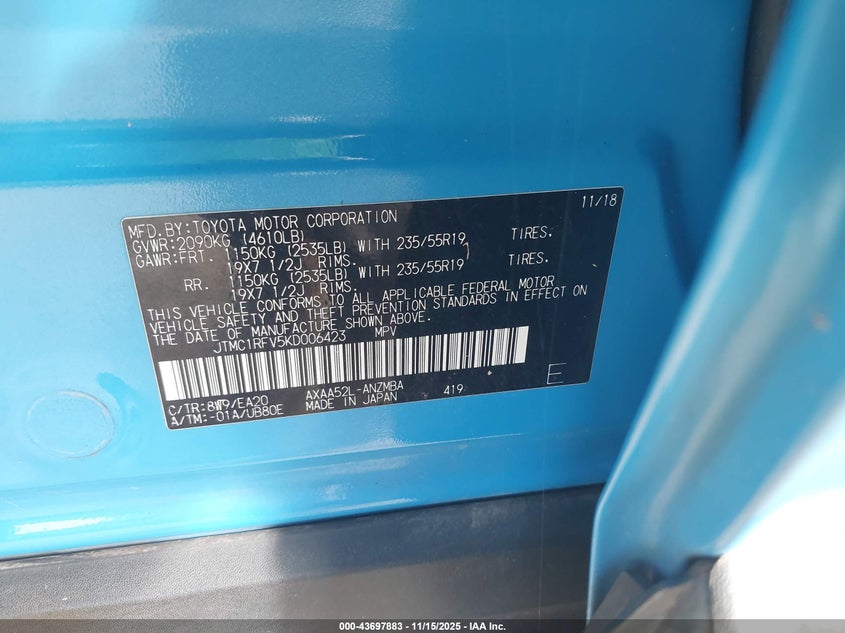 11/18
MFD.BY:TOYOTA MOTOR CORPORATION
GVWR:2090KG (4610LB)
GAWR:FRT. 1150KG (2535LB) WITH 235/55R19 TIRES.
19X7 1/2J RIMS.
RR. 1150KG (2535LB) WITH 235/55R19 TIRES.
19X7 1/2J RIMS.
THIS VEHICLE CONFORMS TO ALL APPLICABLE FEDERAL MOTOR
VEHICLE SAFETY AND THEFT PREVENTION STANDARDS IN EFFECT ON
THE DATE OF MANUFACTURE SHOWN ABOVE.
JTMC1RFV5KD006423 MPV
C/TR:8W9/EA20 AXAA52L-ANZMBA 419 E
A/TM:-01A/UB80E MADE IN JAPAN
000-43697883 - 11/15/2025 - IAA Inc.